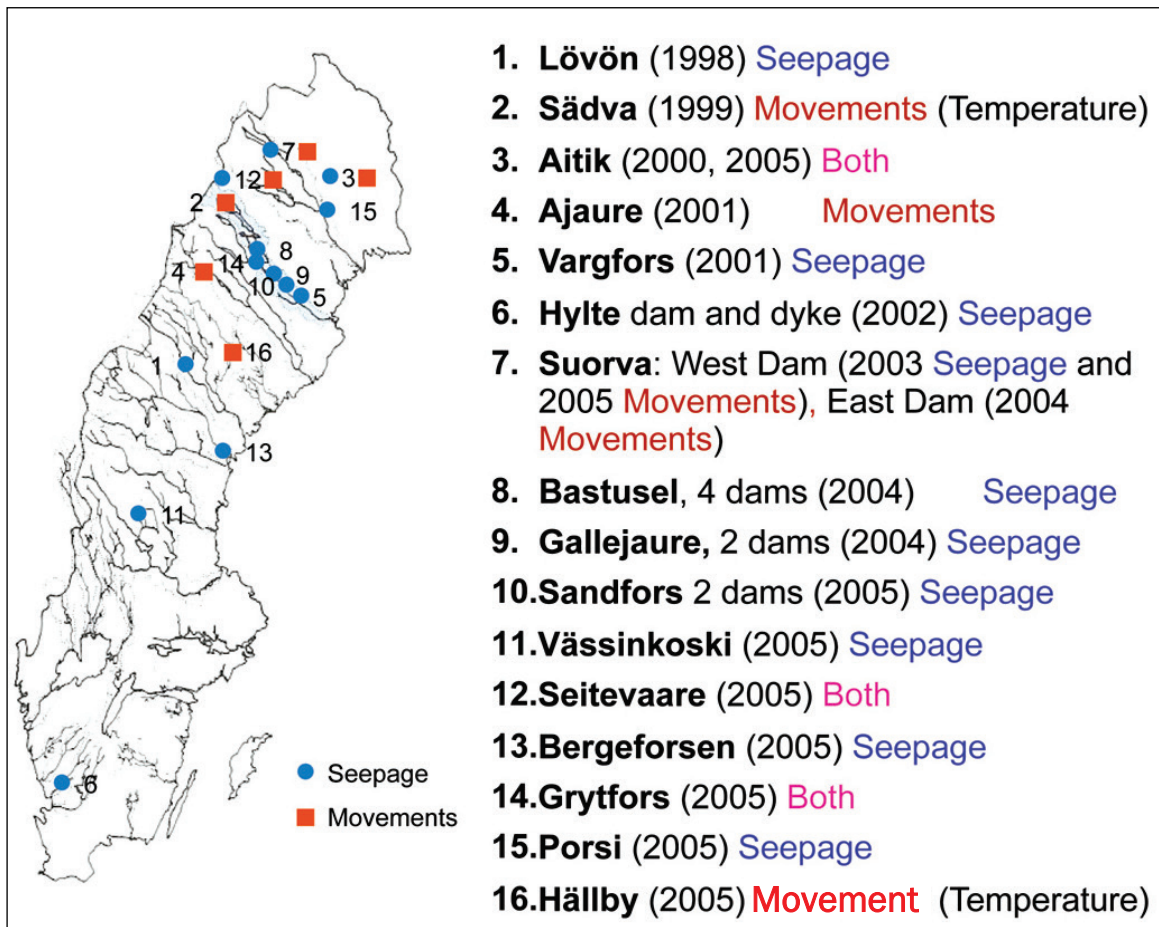 1. Lövön (1998) Seepage
2. Sädva (1999) Movements (Temperature)
3. Aitik (2000, 2005) Both
4. Ajaure (2001) Movements
5. Vargfors (2001) Seepage
6. Hylte dam and dyke (2002) Seepage
7. Suorva: West Dam (2003 Seepage and
2005 Movements), East Dam (2004
Movements)
8. Bastusel, 4 dams (2004) Seepage
9. Gallejaure, 2 dams (2004) Seepage
10.Sandfors 2 dams (2005) Seepage
11.Vässinkoski (2005) Seepage
12.Seitevaare (2005) Both
13.Bergeforsen (2005) Seepage
14.Grytfors (2005) Both
15.Porsi (2005) Seepage
16.Hällby (2005) Movement (Temperature)
7
12
3
2
15
8
4
14
9
10
5
16
1
13
11
6
Seepage
Movements